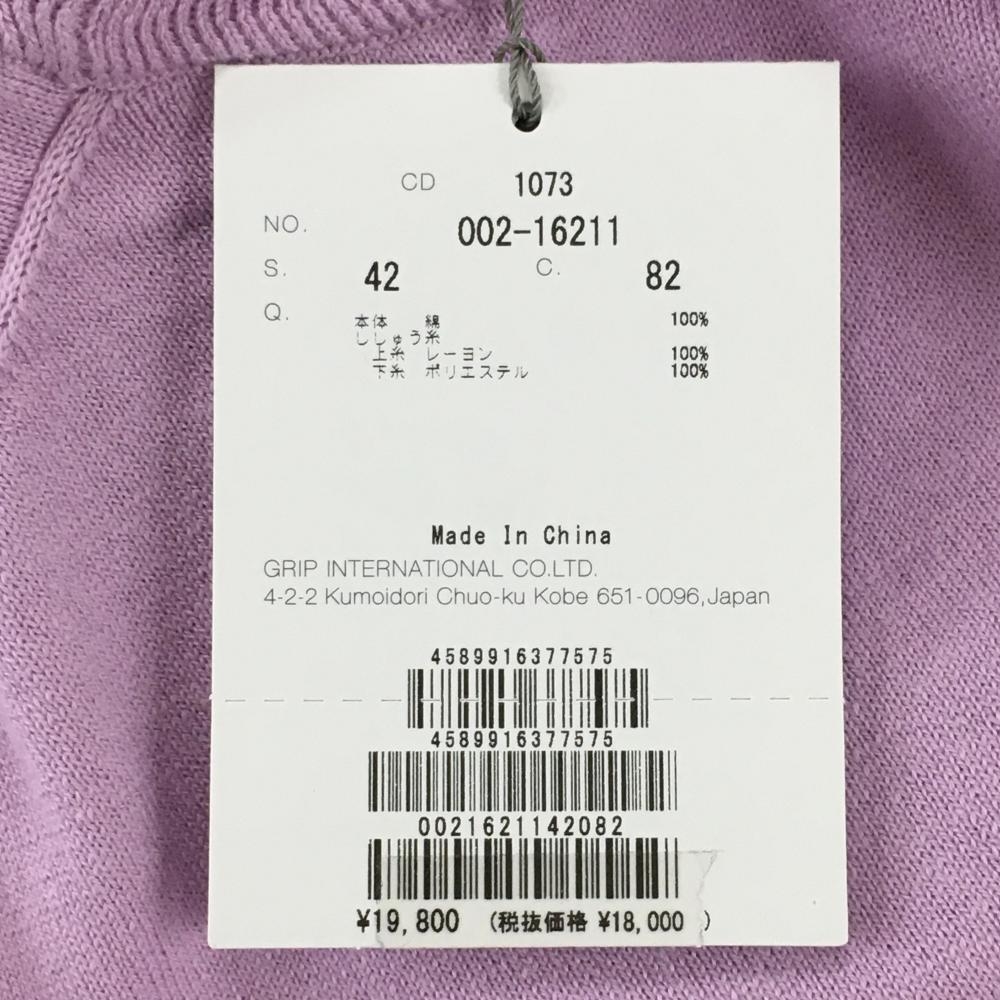 CD 1073
NO. 002-16211
S. 42 C. 82
Q. 本体 綿 100%
ししゅう糸
上糸 レーヨン 100%
下糸 ポリエステル 100%
Made In China
GRIP INTERNATIONAL CO.LTD.
4-2-2 Kumoidori Chuo-ku Kobe 651-0096,Japan
4589916377575
4589916377575
0021621142082
¥19,800 (税抜価格 ¥18,000 )